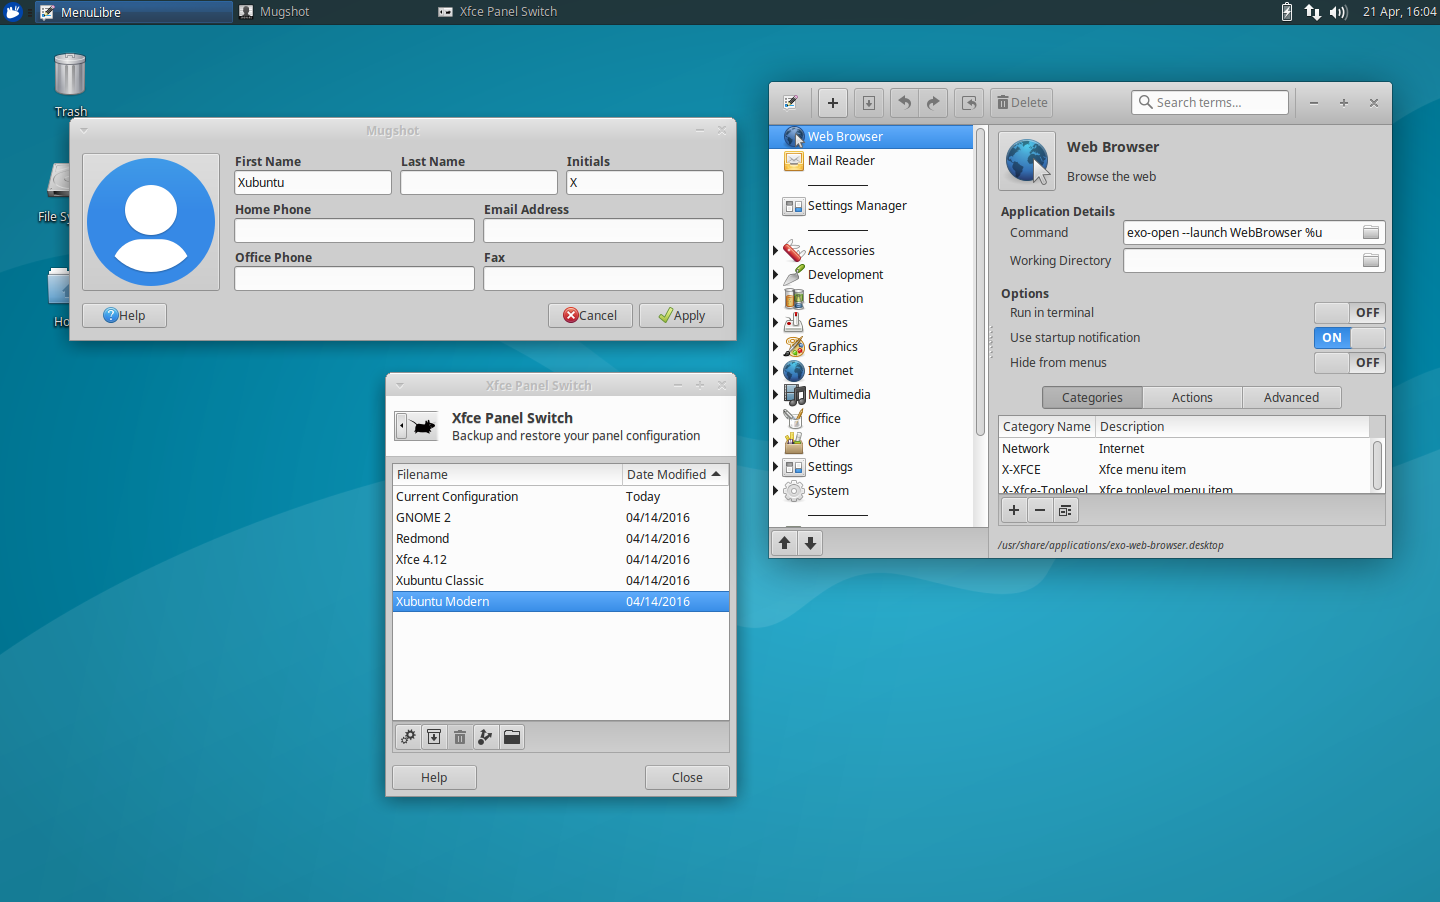 MenuLibre
Mugshot
Xfce Panel Switch
21 Apr, 16:04
Trash
File Sy
Ho
Mugshot
First Name
Last Name
Initials
Xubuntu
X
Home Phone
Email Address
Office Phone
Fax
Help
Cancel
Apply
Xfce Panel Switch
Xfce Panel Switch
Backup and restore your panel configuration
Filename
Date Modified
Current Configuration
Today
GNOME 2
04/14/2016
Redmond
04/14/2016
Xfce 4.12
04/14/2016
Xubuntu Classic
04/14/2016
Xubuntu Modern
04/14/2016
Help
Close
Delete
Search terms...
Web Browser
Mail Reader
Settings Manager
Accessories
Development
Education
Games
Graphics
Internet
Multimedia
Office
Other
Settings
System
Web Browser
Browse the web
Application Details
Command
exo-open --launch WebBrowser %u
Working Directory
Options
Run in terminal
OFF
Use startup notification
ON
Hide from menus
OFF
Categories
Actions
Advanced
Category Name
Description
Network
Internet
X-XFCE
Xfce menu item
X-Xfce-Toplevel
Xfce toplevel menu item
/usr/share/applications/exo-web-browser.desktop